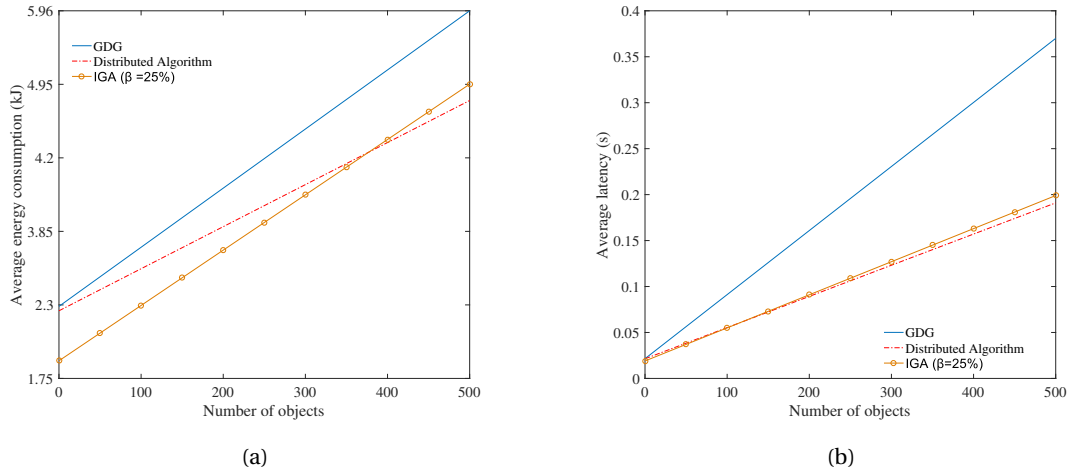 5.96
4.95
4.2
3.85
2.3
1.75
Average energy consumption (kJ)
GDG
Distributed Algorithm
IGA (β =25%)
0 100 200 300 400 500
Number of objects
(a)
0.4
0.35
0.3
0.25
0.2
0.15
0.1
0.05
0
Average latency (s)
GDG
Distributed Algorithm
IGA (β=25%)
0 100 200 300 400 500
Number of objects
(b)